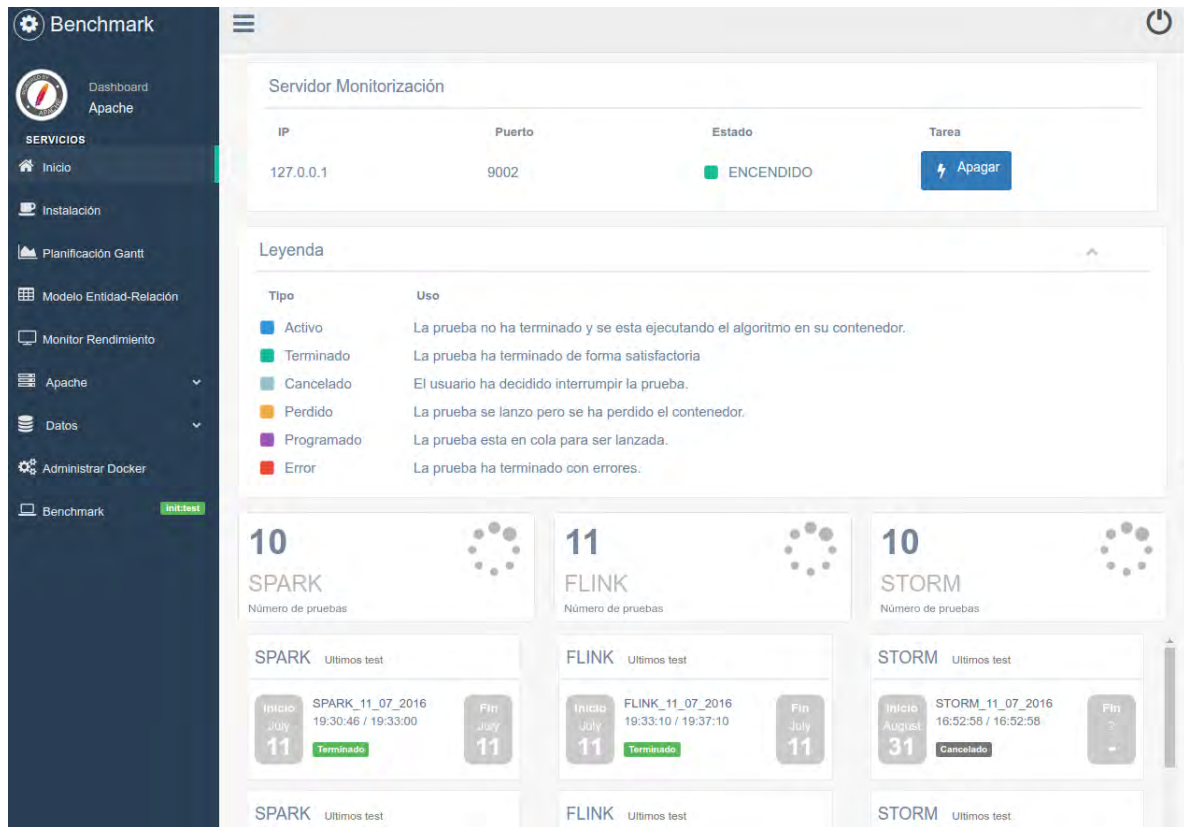 Benchmark
Dashboard
Apache
SERVICIOS
Inicio
Instalación
Planificación Gantt
Modelo Entidad-Relación
Monitor Rendimiento
Apache
Datos
Administrar Docker
Benchmark init:test
Servidor Monitorización
IP Puerto Estado Tarea
127.0.0.1 9002 ENCENDIDO Apagar
Leyenda
Tipo Uso
Activo La prueba no ha terminado y se esta ejecutando el algoritmo en su contenedor.
Terminado La prueba ha terminado de forma satisfactoria
Cancelado El usuario ha decidido interrumpir la prueba.
Perdido La prueba se lanzo pero se ha perdido el contenedor.
Programado La prueba esta en cola para ser lanzada.
Error La prueba ha terminado con errores.
10
SPARK
Número de pruebas
11
FLINK
Número de pruebas
10
STORM
Número de pruebas
SPARK Ultimos test
Inicio
July
11
SPARK_11_07_2016
19:30:46 / 19:33:00
Terminado
Fin
July
11
FLINK Ultimos test
Inicio
July
11
FLINK_11_07_2016
19:33:10 / 19:37:10
Terminado
Fin
July
11
STORM Ultimos test
Inicio
August
31
STORM_11_07_2016
16:52:58 / 16:52:58
Cancelado
Fin
?
-
SPARK Ultimos test
FLINK Ultimos test
STORM Ultimos test